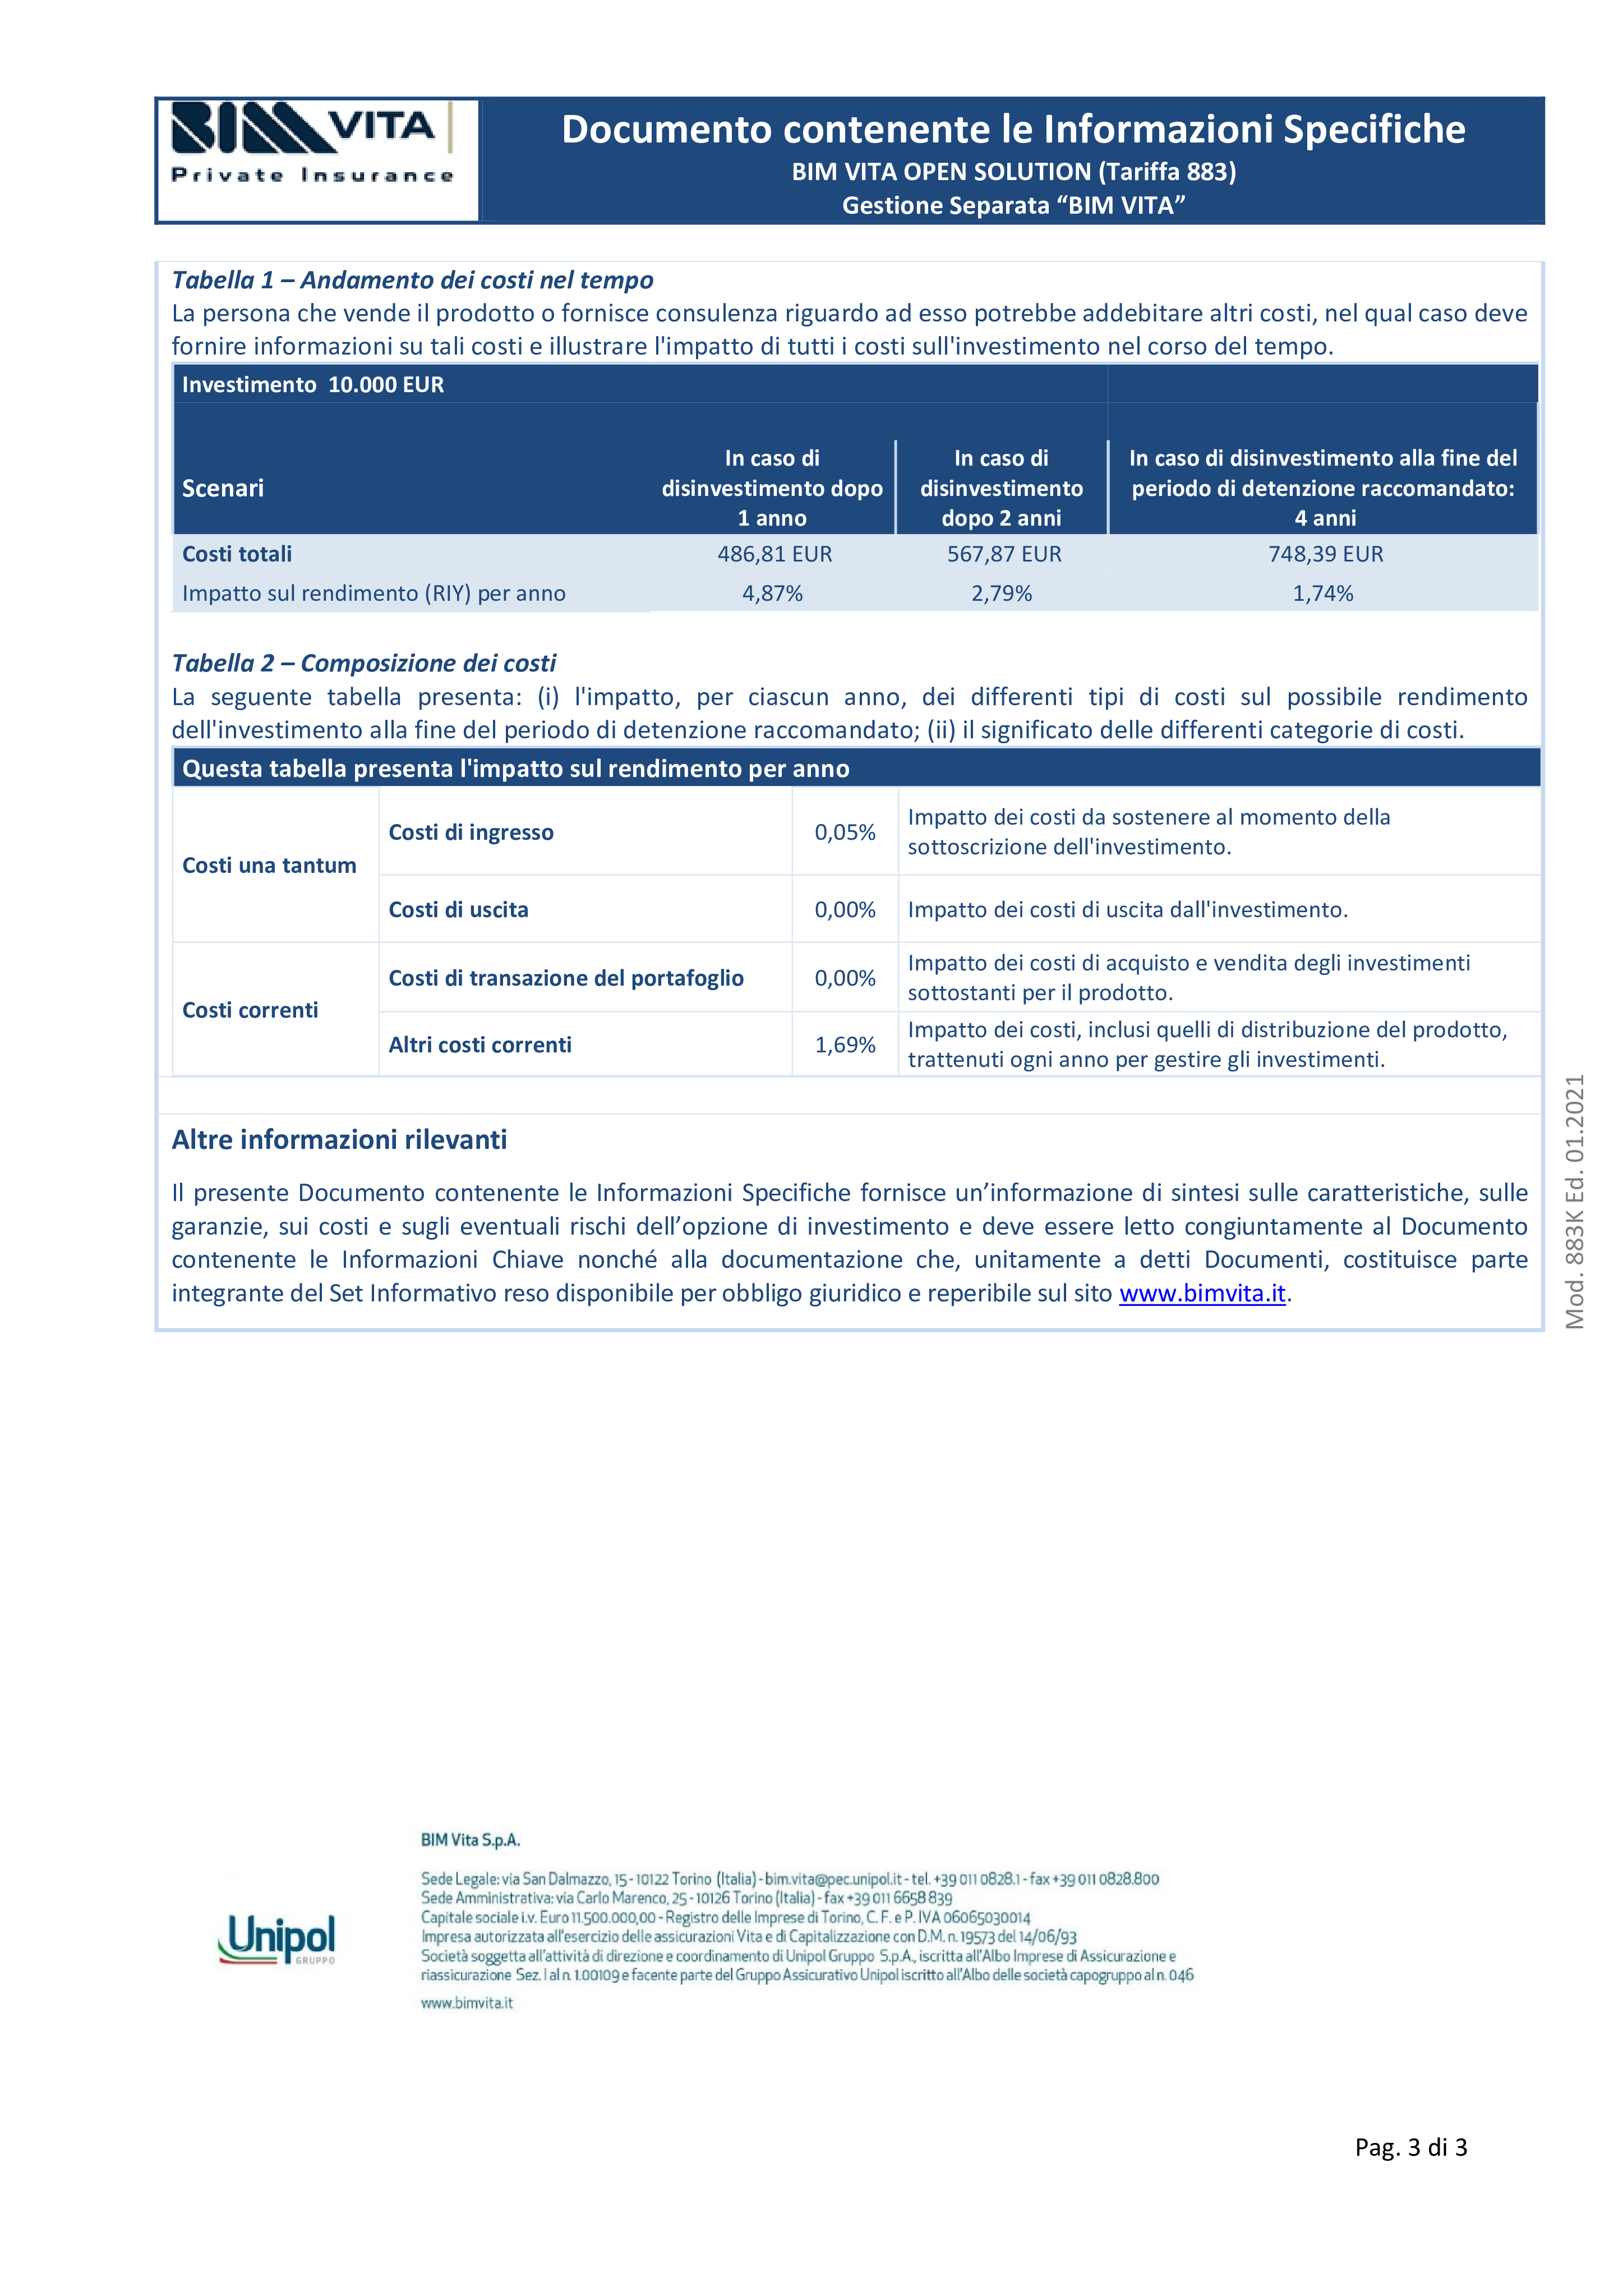 BIM VITA
Private Insurance
Documento contenente le Informazioni Specifiche
BIM VITA OPEN SOLUTION (Tariffa 883)
Gestione Separata “BIM VITA”
Tabella 1 – Andamento dei costi nel tempo
La persona che vende il prodotto o fornisce consulenza riguardo ad esso potrebbe addebitare altri costi, nel qual caso deve
fornire informazioni su tali costi e illustrare l'impatto di tutti i costi sull'investimento nel corso del tempo.
Investimento 10.000 EUR
Scenari
In caso di
disinvestimento dopo
1 anno
In caso di
disinvestimento
dopo 2 anni
In caso di disinvestimento alla fine del
periodo di detenzione raccomandato:
4 anni
Costi totali 486,81 EUR 567,87 EUR 748,39 EUR
Impatto sul rendimento (RIY) per anno 4,87% 2,79% 1,74%
Tabella 2 – Composizione dei costi
La seguente tabella presenta: (i) l'impatto, per ciascun anno, dei differenti tipi di costi sul possibile rendimento
dell'investimento alla fine del periodo di detenzione raccomandato; (ii) il significato delle differenti categorie di costi.
Questa tabella presenta l'impatto sul rendimento per anno
Costi una tantum
Costi di ingresso 0,05%
Impatto dei costi da sostenere al momento della
sottoscrizione dell'investimento.
Costi di uscita 0,00% Impatto dei costi di uscita dall'investimento.
Costi correnti
Costi di transazione del portafoglio 0,00%
Impatto dei costi di acquisto e vendita degli investimenti
sottostanti per il prodotto.
Altri costi correnti 1,69%
Impatto dei costi, inclusi quelli di distribuzione del prodotto,
trattenuti ogni anno per gestire gli investimenti.
Altre informazioni rilevanti
Il presente Documento contenente le Informazioni Specifiche fornisce un’informazione di sintesi sulle caratteristiche, sulle
garanzie, sui costi e sugli eventuali rischi dell’opzione di investimento e deve essere letto congiuntamente al Documento
contenente le Informazioni Chiave nonché alla documentazione che, unitamente a detti Documenti, costituisce parte
integrante del Set Informativo reso disponibile per obbligo giuridico e reperibile sul sito www.bimvita.it.
Mod. 883K Ed. 01.2021
Unipol
GRUPPO
BIM Vita S.p.A.
Sede Legale: via San Dalmazzo, 15 - 10122 Torino (Italia) - bim.vita@pec.unipol.it - tel. +39 011 0828.1 - fax +39 011 0828.800
Sede Amministrativa: via Carlo Marenco, 25 - 10126 Torino (Italia) - fax +39 011 6658 839
Capitale sociale i.v. Euro 11.500.000,00 - Registro delle Imprese di Torino, C. F. e P. IVA 06065030014
Impresa autorizzata all'esercizio delle assicurazioni Vita e di Capitalizzazione con D.M. n. 19573 del 14/06/93
Società soggetta all'attività di direzione e coordinamento di Unipol Gruppo S.p.A., iscritta all'Albo Imprese di Assicurazione e
riassicurazione Sez. I al n. 1.00109 e facente parte del Gruppo Assicurativo Unipol iscritto all'Albo delle società capogruppo al n. 046
www.bimvita.it
Pag. 3 di 3